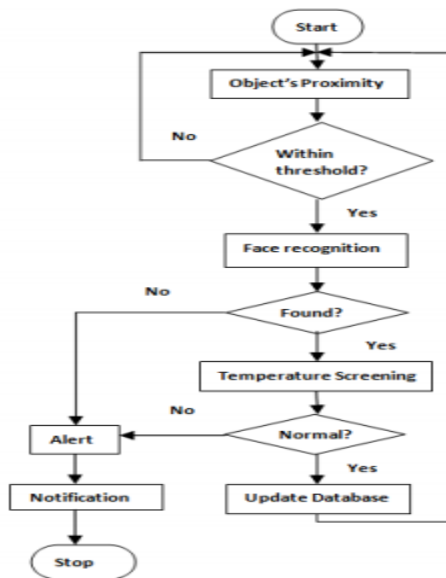 Start
Object's Proximity
No
Within
threshold?
Yes
Face recognition
No
Found?
Yes
Temperature Screening
No
Normal?
Alert
Yes
Notification
Update Database
Stop